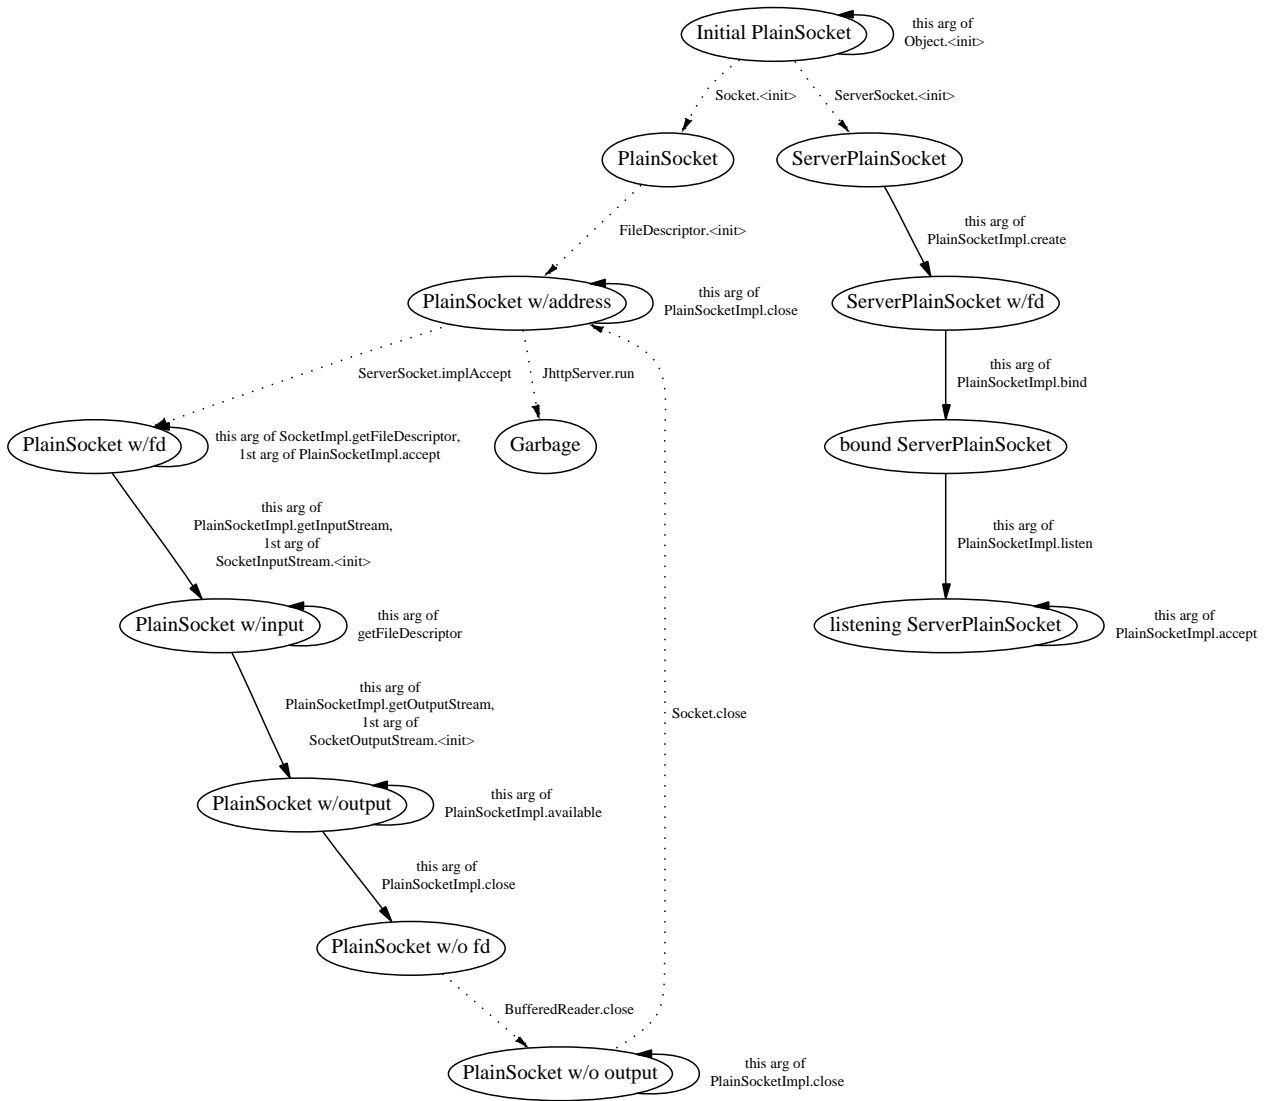 Initial PlainSocket
this arg of
Object.<init>
Socket.<init>
ServerSocket.<init>
PlainSocket
ServerPlainSocket
FileDescriptor.<init>
this arg of
PlainSocketImpl.create
PlainSocket w/address
this arg of
PlainSocketImpl.close
ServerPlainSocket w/fd
ServerSocket.implAccept
JhttpServer.run
this arg of
PlainSocketImpl.bind
PlainSocket w/fd
this arg of SocketImpl.getFileDescriptor,
1st arg of PlainSocketImpl.accept
Garbage
bound ServerPlainSocket
this arg of
PlainSocketImpl.getInputStream,
1st arg of
SocketInputStream.<init>
this arg of
PlainSocketImpl.listen
PlainSocket w/input
this arg of
getFileDescriptor
listening ServerPlainSocket
this arg of
PlainSocketImpl.accept
this arg of
PlainSocketImpl.getOutputStream,
1st arg of
SocketOutputStream.<init>
Socket.close
PlainSocket w/output
this arg of
PlainSocketImpl.available
this arg of
PlainSocketImpl.close
PlainSocket w/o fd
BufferedReader.close
PlainSocket w/o output
this arg of
PlainSocketImpl.close